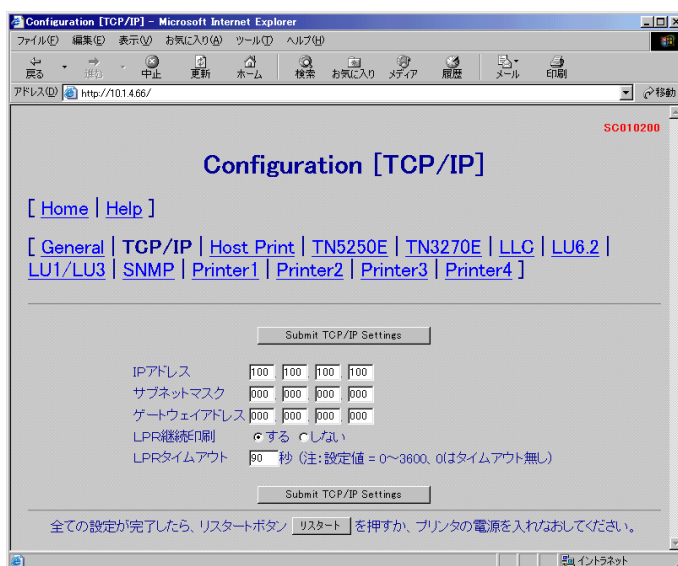 Configuration [TCP/IP] - Microsoft Internet Explorer
ファイル(F) 編集(E) 表示(V) お気に入り(A) ツール(T) ヘルプ(H)
戻る 進む 中止 更新 ホーム 検索 お気に入り メディア 履歴 メール 印刷
アドレス(D) http://10.1.4.66/ 移動
SC010200
Configuration [TCP/IP]
[ Home | Help ]
[ General | TCP/IP | Host Print | TN5250E | TN3270E | LLC | LU6.2 |
LU1/LU3 | SNMP | Printer1 | Printer2 | Printer3 | Printer4 ]
Submit TCP/IP Settings
IPアドレス 100 . 100 . 100 . 100
サブネットマスク 000 . 000 . 000 . 000
ゲートウェイアドレス 000 . 000 . 000 . 000
LPR継続印刷 する しない
LPRタイムアウト 90 秒 (注:設定値 = 0~3600、0はタイムアウト無し)
Submit TCP/IP Settings
全ての設定が完了したら、リスタートボタン リスタート を押すか、プリンタの電源を入れなおしてください。
イントラネット